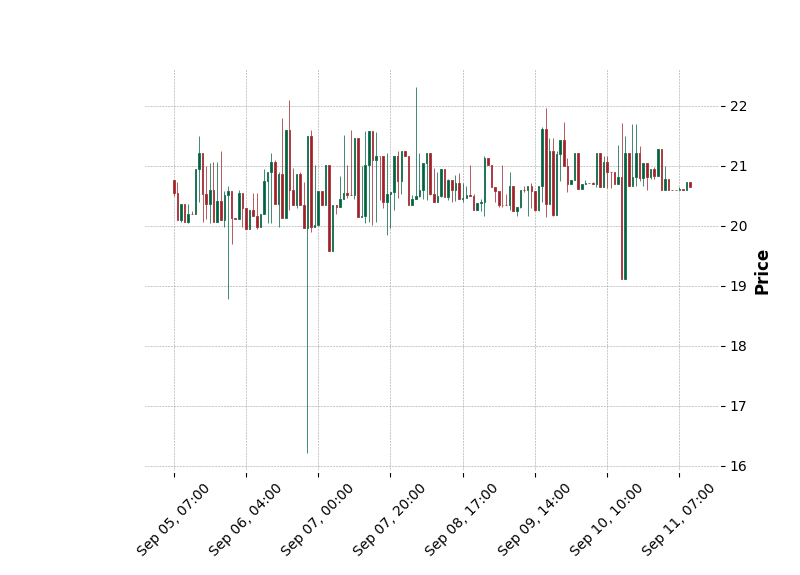 22
21
20
19
18
17
16
Price
Sep 05, 07:00
Sep 06, 04:00
Sep 07, 00:00
Sep 07, 20:00
Sep 08, 17:00
Sep 09, 14:00
Sep 10, 10:00
Sep 11, 07:00